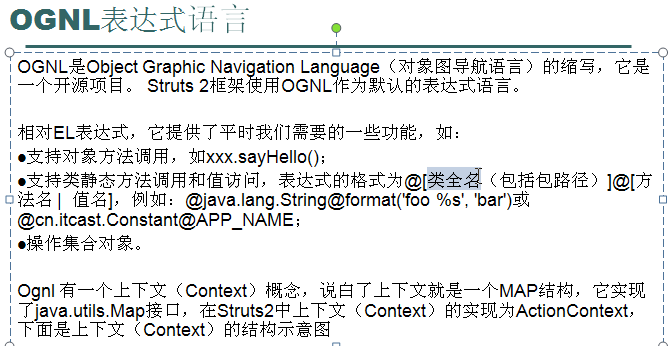 OGNL表达式语言
OGNL是Object Graphic Navigation Language（对象图导航语言）的缩写，它是
一个开源项目。 Struts 2框架使用OGNL作为默认的表达式语言。
相对EL表达式，它提供了平时我们需要的一些功能，如：
●支持对象方法调用，如xxx.sayHello()；
●支持类静态方法调用和值访问，表达式的格式为@[类全名（包括包路径）]@[方
法名 | 值名]，例如：@java.lang.String@format('foo %s', 'bar')或
@cn.itcast.Constant@APP_NAME；
●操作集合对象。
Ognl 有一个上下文（Context）概念，说白了上下文就是一个MAP结构，它实现
了java.utils.Map接口，在Struts2中上下文（Context）的实现为ActionContext，
下面是上下文（Context）的结构示意图